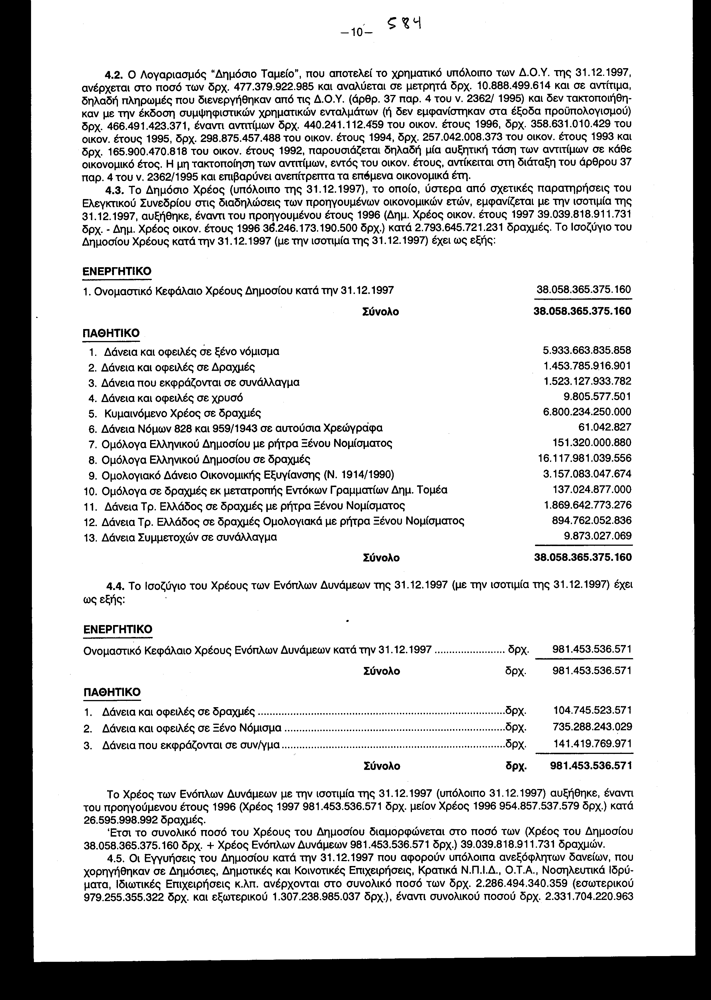 584
–10–
4.2. Ο Λογαριασμός “Δημόσιο Ταμείο”, που αποτελεί το χρηματικό υπόλοιπο των Δ.Ο.Υ. της 31.12.1997,
ανέρχεται στο ποσό των δρχ. 477.379.922.985 και αναλύεται σε μετρητά δρχ. 10.888.499.614 και σε αντίτιμα,
δηλαδή πληρωμές που διενεργήθηκαν από τις Δ.Ο.Υ. (άρθρ. 37 παρ. 4 του ν. 2362/ 1995) και δεν τακτοποιήθη-
καν με την έκδοση συμψηφιστικών χρηματικών ενταλμάτων (ή δεν εμφανίστηκαν στα έξοδα προϋπολογισμού)
δρχ. 466.491.423.371, έναντι αντιτίμων δρχ. 440.241.112.459 του οικον. έτους 1996, δρχ. 358.631.010.429 του
οικον. έτους 1995, δρχ. 298.875.457.488 του οικον. έτους 1994, δρχ. 257.042.008.373 του οικον. έτους 1993 και
δρχ. 165.900.470.818 του οικον. έτους 1992, παρουσιάζεται δηλαδή μία αυξητική τάση των αντιτίμων σε κάθε
οικονομικό έτος. Η μη τακτοποίηση των αντιτίμων, εντός του οικον. έτους, αντίκειται στη διάταξη του άρθρου 37
παρ. 4 του ν. 2362/1995 και επιβαρύνει ανεπίτρεπτα τα επόμενα οικονομικά έτη.
4.3. Το Δημόσιο Χρέος (υπόλοιπο της 31.12.1997), το οποίο, ύστερα από σχετικές παρατηρήσεις του
Ελεγκτικού Συνεδρίου στις διαδηλώσεις των προηγουμένων οικονομικών ετών, εμφανίζεται με την ισοτιμία της
31.12.1997, αυξήθηκε, έναντι του προηγουμένου έτους 1996 (Δημ. Χρέος οικον. έτους 1997 39.039.818.911.731
δρχ. - Δημ. Χρέος οικον. έτους 1996 36.246.173.190.500 δρχ.) κατά 2.793.645.721.231 δραχμές. Το Ισοζύγιο του
Δημοσίου Χρέους κατά την 31.12.1997 (με την ισοτιμία της 31.12.1997) έχει ως εξής:
ΕΝΕΡΓΗΤΙΚΟ
1. Ονομαστικό Κεφάλαιο Χρέους Δημοσίου κατά την 31.12.1997 38.058.365.375.160
Σύνολο 38.058.365.375.160
ΠΑΘΗΤΙΚΟ
1. Δάνεια και οφειλές σε ξένο νόμισμα 5.933.663.835.858
2. Δάνεια και οφειλές σε Δραχμές 1.453.785.916.901
3. Δάνεια που εκφράζονται σε συνάλλαγμα 1.523.127.933.782
4. Δάνεια και οφειλές σε χρυσό 9.805.577.501
5. Κυμαινόμενο Χρέος σε δραχμές 6.800.234.250.000
6. Δάνεια Νόμων 828 και 959/1943 σε αυτούσια Χρεώγραφα 61.042.827
7. Ομόλογα Ελληνικού Δημοσίου με ρήτρα Ξένου Νομίσματος 151.320.000.880
8. Ομόλογα Ελληνικού Δημοσίου σε δραχμές 16.117.981.039.556
9. Ομολογιακό Δάνειο Οικονομικής Εξυγίανσης (Ν. 1914/1990) 3.157.083.047.674
10. Ομόλογα σε δραχμές εκ μετατροπής Εντόκων Γραμματίων Δημ. Τομέα 137.024.877.000
11. Δάνεια Τρ. Ελλάδος σε δραχμές με ρήτρα Ξένου Νομίσματος 1.869.642.773.276
12. Δάνεια Τρ. Ελλάδος σε δραχμές Ομολογιακά με ρήτρα Ξένου Νομίσματος 894.762.052.836
13. Δάνεια Συμμετοχών σε συνάλλαγμα 9.873.027.069
Σύνολο 38.058.365.375.160
4.4. Το Ισοζύγιο του Χρέους των Ενόπλων Δυνάμεων της 31.12.1997 (με την ισοτιμία της 31.12.1997) έχει
ως εξής:
ΕΝΕΡΓΗΤΙΚΟ
Ονομαστικό Κεφάλαιο Χρέους Ενόπλων Δυνάμεων κατά την 31.12.1997 ........................ δρχ. 981.453.536.571
Σύνολο δρχ. 981.453.536.571
ΠΑΘΗΤΙΚΟ
1. Δάνεια και οφειλές σε δραχμές ........................ δρχ. 104.745.523.571
2. Δάνεια και οφειλές σε Ξένο Νόμισμα ........................ δρχ. 735.288.243.029
3. Δάνεια που εκφράζονται σε συν/γμα ........................ δρχ. 141.419.769.971
Σύνολο δρχ. 981.453.536.571
Το Χρέος των Ενόπλων Δυνάμεων με την ισοτιμία της 31.12.1997 (υπόλοιπο 31.12.1997) αυξήθηκε, έναντι
του προηγούμενου έτους 1996 (Χρέος 1997 981.453.536.571 δρχ. μείον Χρέος 1996 954.857.537.579 δρχ.) κατά
26.595.998.992 δραχμές.
‘Ετσι το συνολικό ποσό του Χρέους του Δημοσίου διαμορφώνεται στο ποσό των (Χρέος του Δημοσίου
38.058.365.375.160 δρχ. + Χρέος Ενόπλων Δυνάμεων 981.453.536.571 δρχ.) 39.039.818.911.731 δραχμών.
4.5. Οι Εγγυήσεις του Δημοσίου κατά την 31.12.1997 που αφορούν υπόλοιπα ανεξόφλητων δανείων, που
χορηγήθηκαν σε Δημόσιες, Δημοτικές και Κοινοτικές Επιχειρήσεις, Κρατικά Ν.Π.Ι.Δ., Ο.Τ.Α., Νοσηλευτικά Ιδρύ-
ματα, Ιδιωτικές Επιχειρήσεις κ.λπ. ανέρχονται στο συνολικό ποσό των δρχ. 2.286.494.340.359 (εσωτερικού
979.255.355.322 δρχ. και εξωτερικού 1.307.238.985.037 δρχ.), έναντι συνολικού ποσού δρχ. 2.331.704.220.963